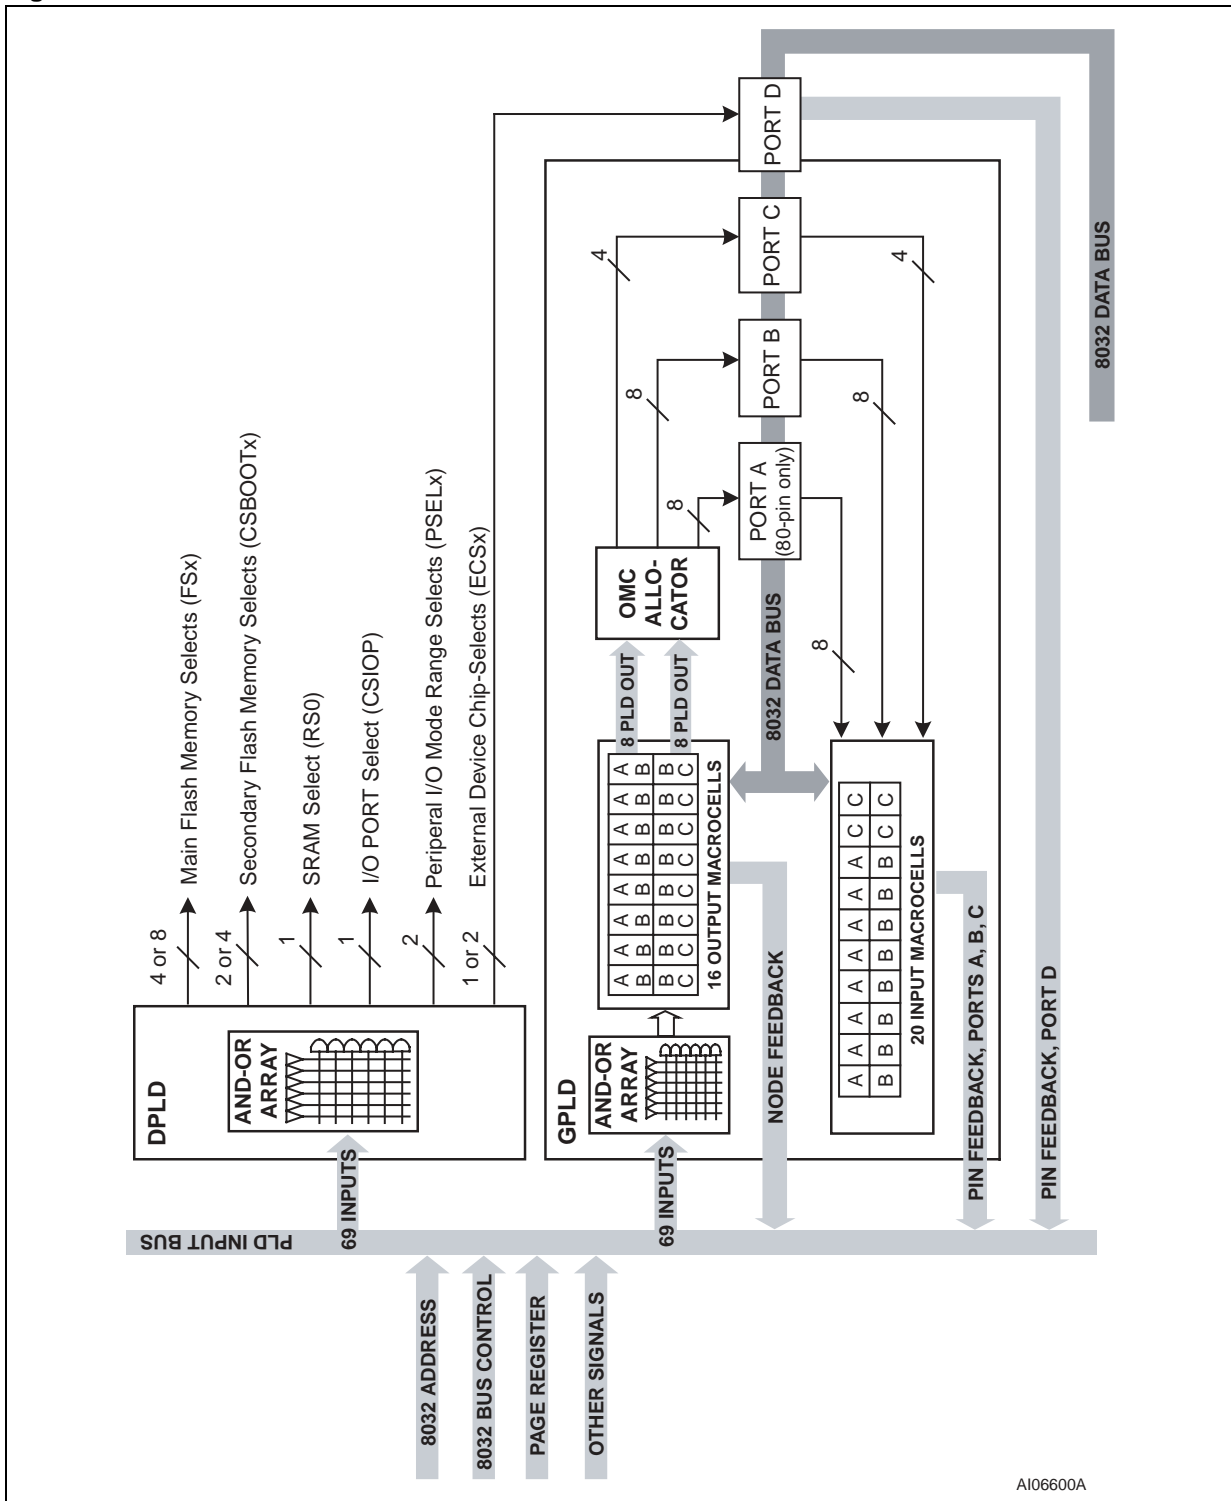 PLD INPUT BUS
8032 ADDRESS
8032 BUS CONTROL
PAGE REGISTER
OTHER SIGNALS
DPLD
69 INPUTS
AND-OR
ARRAY
4 or 8
Main Flash Memory Selects (FSx)
2 or 4
Secondary Flash Memory Selects (CSBOOTx)
1
SRAM Select (RS0)
1
I/O PORT Select (CSIOP)
2
Periperal I/O Mode Range Selects (PSELx)
1 or 2
External Device Chip-Selects (ECSx)
GPLD
69 INPUTS
AND-OR
ARRAY
A A A A A A A A
B B B B B B B B
B B B B B B B B
C C C C C C C C
16 OUTPUT MACROCELLS
8 PLD OUT
8 PLD OUT
OMC
ALLO-
CATOR
4
8
8
PORT D
PORT C
PORT B
PORT A
(80-pin only)
8032 DATA BUS
8
8
4
A A A A A A A A C C
B B B B B B B B C C
20 INPUT MACROCELLS
NODE FEEDBACK
PIN FEEDBACK, PORTS A, B, C
PIN FEEDBACK, PORT D
8032 DATA BUS
AI06600A